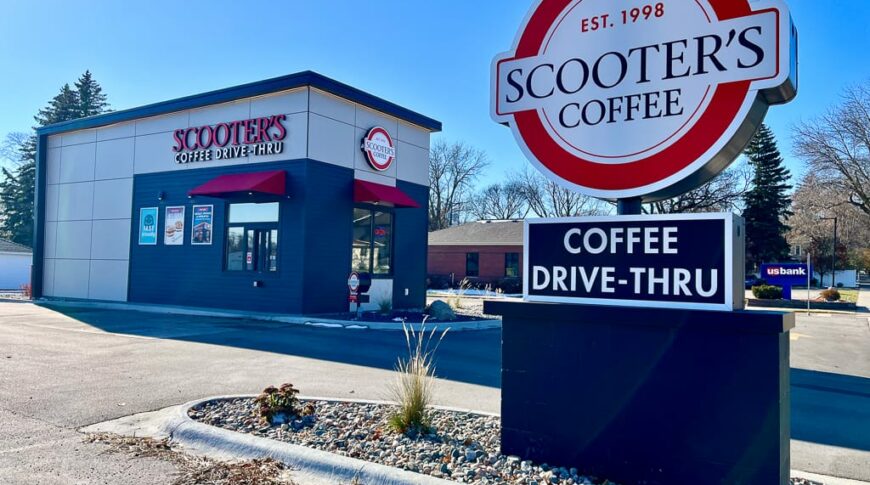 SCOOTER'S
COFFEE DRIVE-THRU
EST. 1998
SCOOTER'S
COFFEE
COFFEE
DRIVE-THRU
usbank